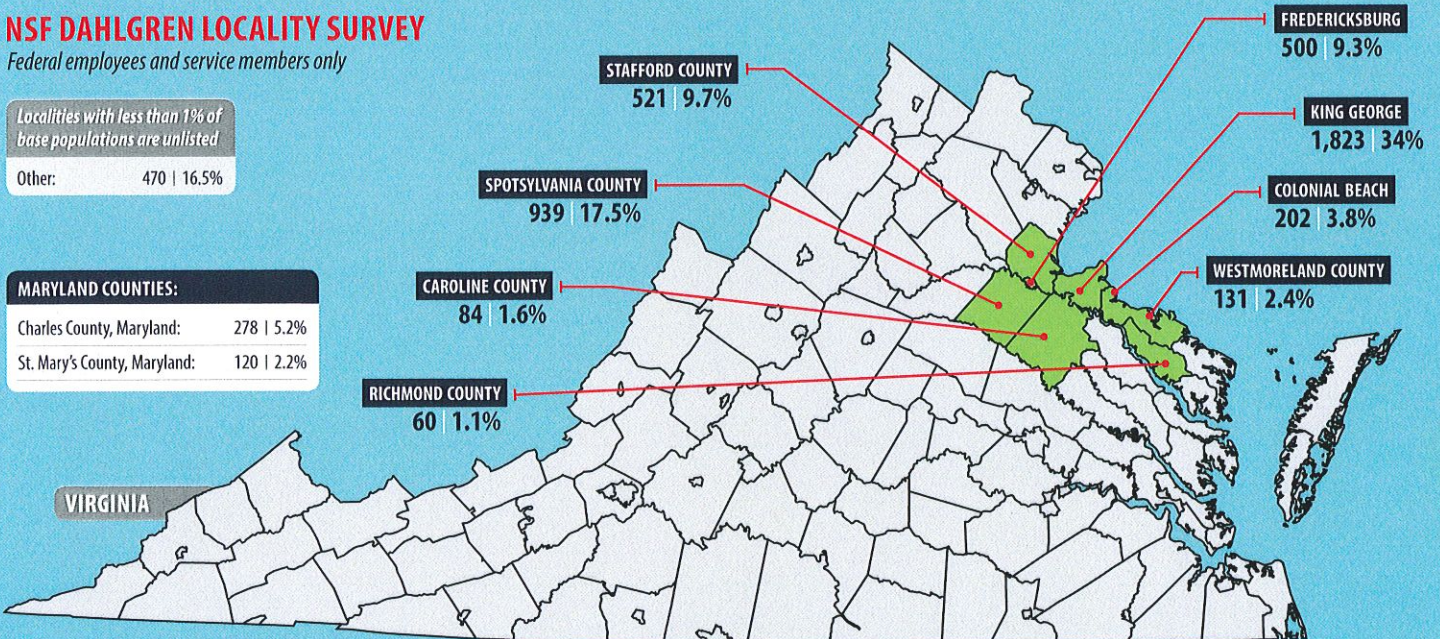 NSF DAHLGREN LOCALITY SURVEY
Federal employees and service members only
Localities with less than 1% of
base populations are unlisted
Other: 470 | 16.5%
MARYLAND COUNTIES:
Charles County, Maryland: 278 | 5.2%
St. Mary's County, Maryland: 120 | 2.2%
VIRGINIA
STAFFORD COUNTY
521 | 9.7%
SPOTSYLVANIA COUNTY
939 | 17.5%
CAROLINE COUNTY
84 | 1.6%
RICHMOND COUNTY
60 | 1.1%
FREDERICKSBURG
500 | 9.3%
KING GEORGE
1,823 | 34%
COLONIAL BEACH
202 | 3.8%
WESTMORELAND COUNTY
131 | 2.4%